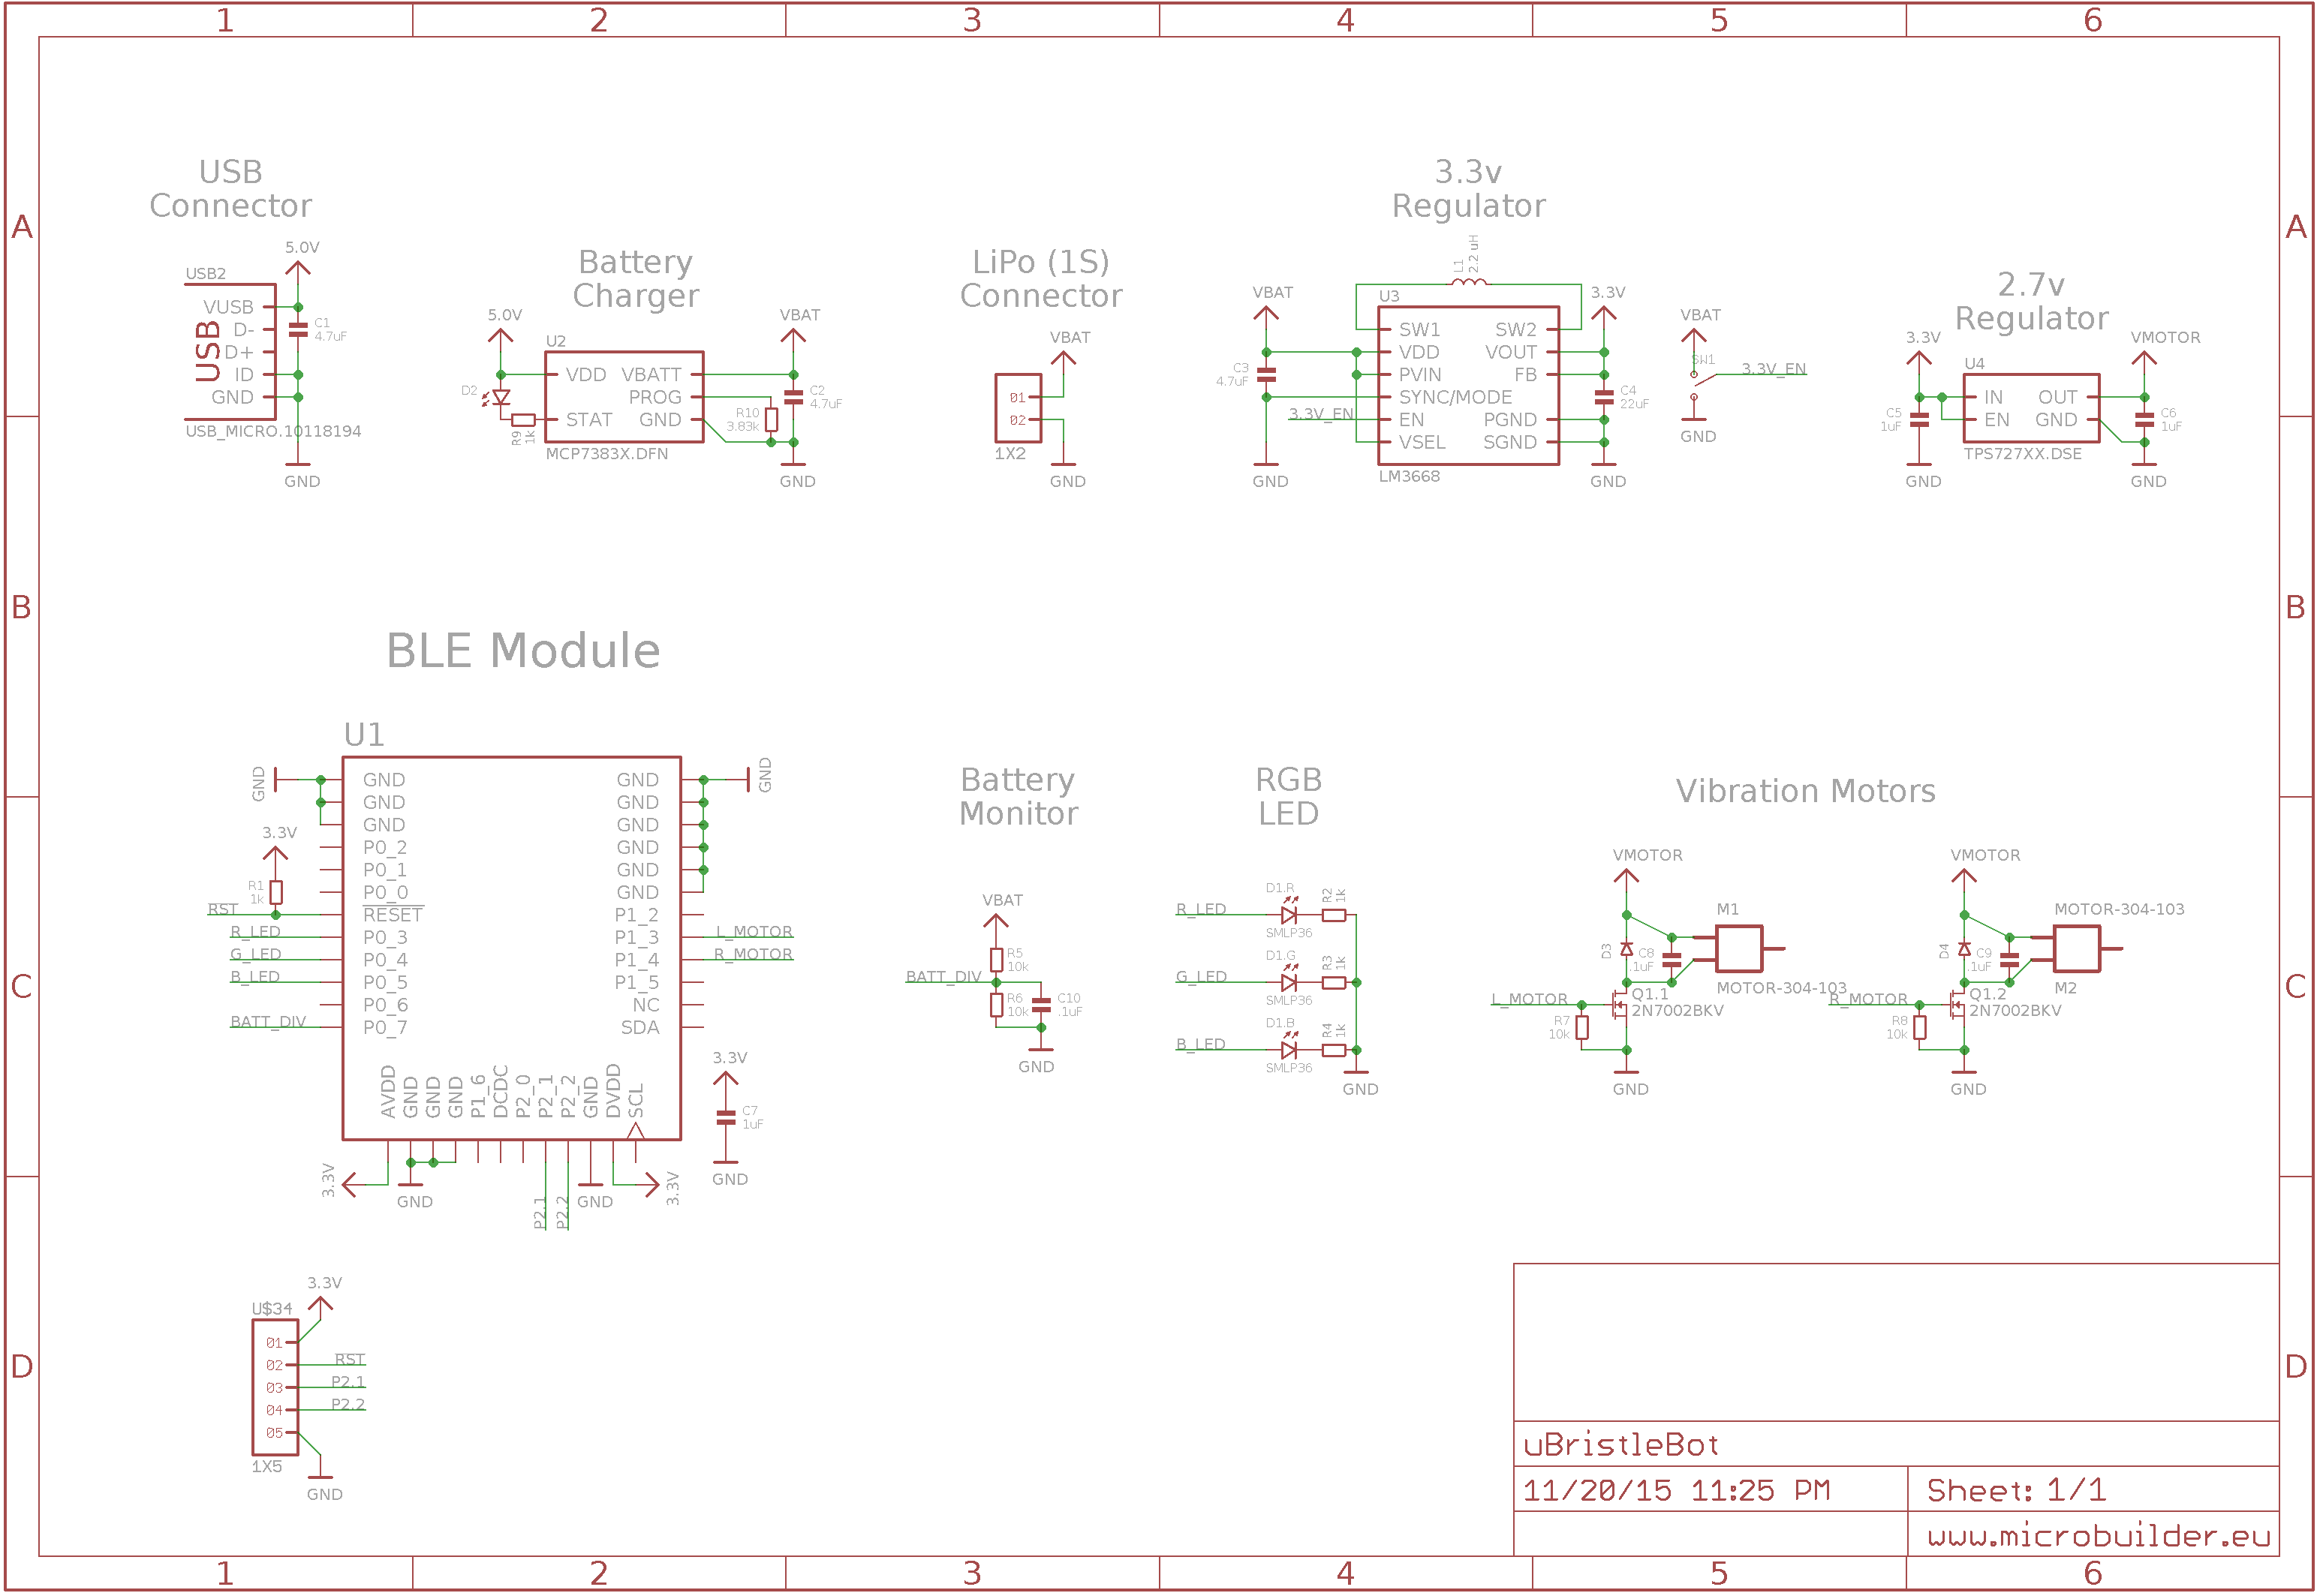 1 2 3 4 5 6
A A
USB
Connector
5.0V
USB2
VUSB
D-
D+
ID
GND
USB
C1
4.7uF
USB_MICRO.10118194
GND
Battery
Charger
5.0V
VBAT
U2
VDD VBATT
PROG
STAT GND
D2
R9
1k
R10
3.83k
C2
4.7uF
MCP7383X.DFN
GND
LiPo (1S)
Connector
VBAT
01
02
1X2
GND
3.3v
Regulator
L1
2.2 uH
VBAT
U3
3.3V
SW1 SW2
VDD VOUT
PVIN FB
SYNC/MODE
EN PGND
VSEL SGND
C3
4.7uF
3.3V_EN
C4
22uF
LM3668
GND
GND
VBAT
SW1
3.3V_EN
GND
2.7v
Regulator
3.3V
VMOTOR
U4
IN OUT
EN GND
C5
1uF
C6
1uF
TPS727XX.DSE
GND
GND
B B
BLE Module
U1
GND
GND
GND GND
GND GND
GND GND
P0_2 GND
P0_1 GND
P0_0 GND
RESET P1_2
P0_3 P1_3
P0_4 P1_4
P0_5 P1_5
P0_6 NC
P0_7 SDA
3.3V
R1
1k
RST
R_LED
G_LED
B_LED
BATT_DIV
L_MOTOR
R_MOTOR
AVDD
GND
GND
GND
P1_6
DCDC
P2_0
P2_1
P2_2
GND
DVDD
SCL
3.3V
GND
P2.1
P2.2
GND
3.3V
3.3V
C7
1uF
GND
Battery
Monitor
VBAT
R5
10k
BATT_DIV
R6
10k
C10
.1uF
GND
RGB
LED
R_LED
D1.R
SMLP36
R2
1k
G_LED
D1.G
SMLP36
R3
1k
B_LED
D1.B
SMLP36
R4
1k
GND
Vibration Motors
VMOTOR
M1
D3
C8
.1uF
MOTOR-304-103
L_MOTOR
Q1.1
2N7002BKV
R7
10k
GND
VMOTOR
MOTOR-304-103
D4
C9
.1uF
M2
R_MOTOR
Q1.2
2N7002BKV
R8
10k
GND
C C
3.3V
U$34
01
02
03
04
05
RST
P2.1
P2.2
1X5
GND
D D
uBristleBot
11/20/15 11:25 PM
Sheet: 1/1
www.microbuilder.eu
1 2 3 4 5 6